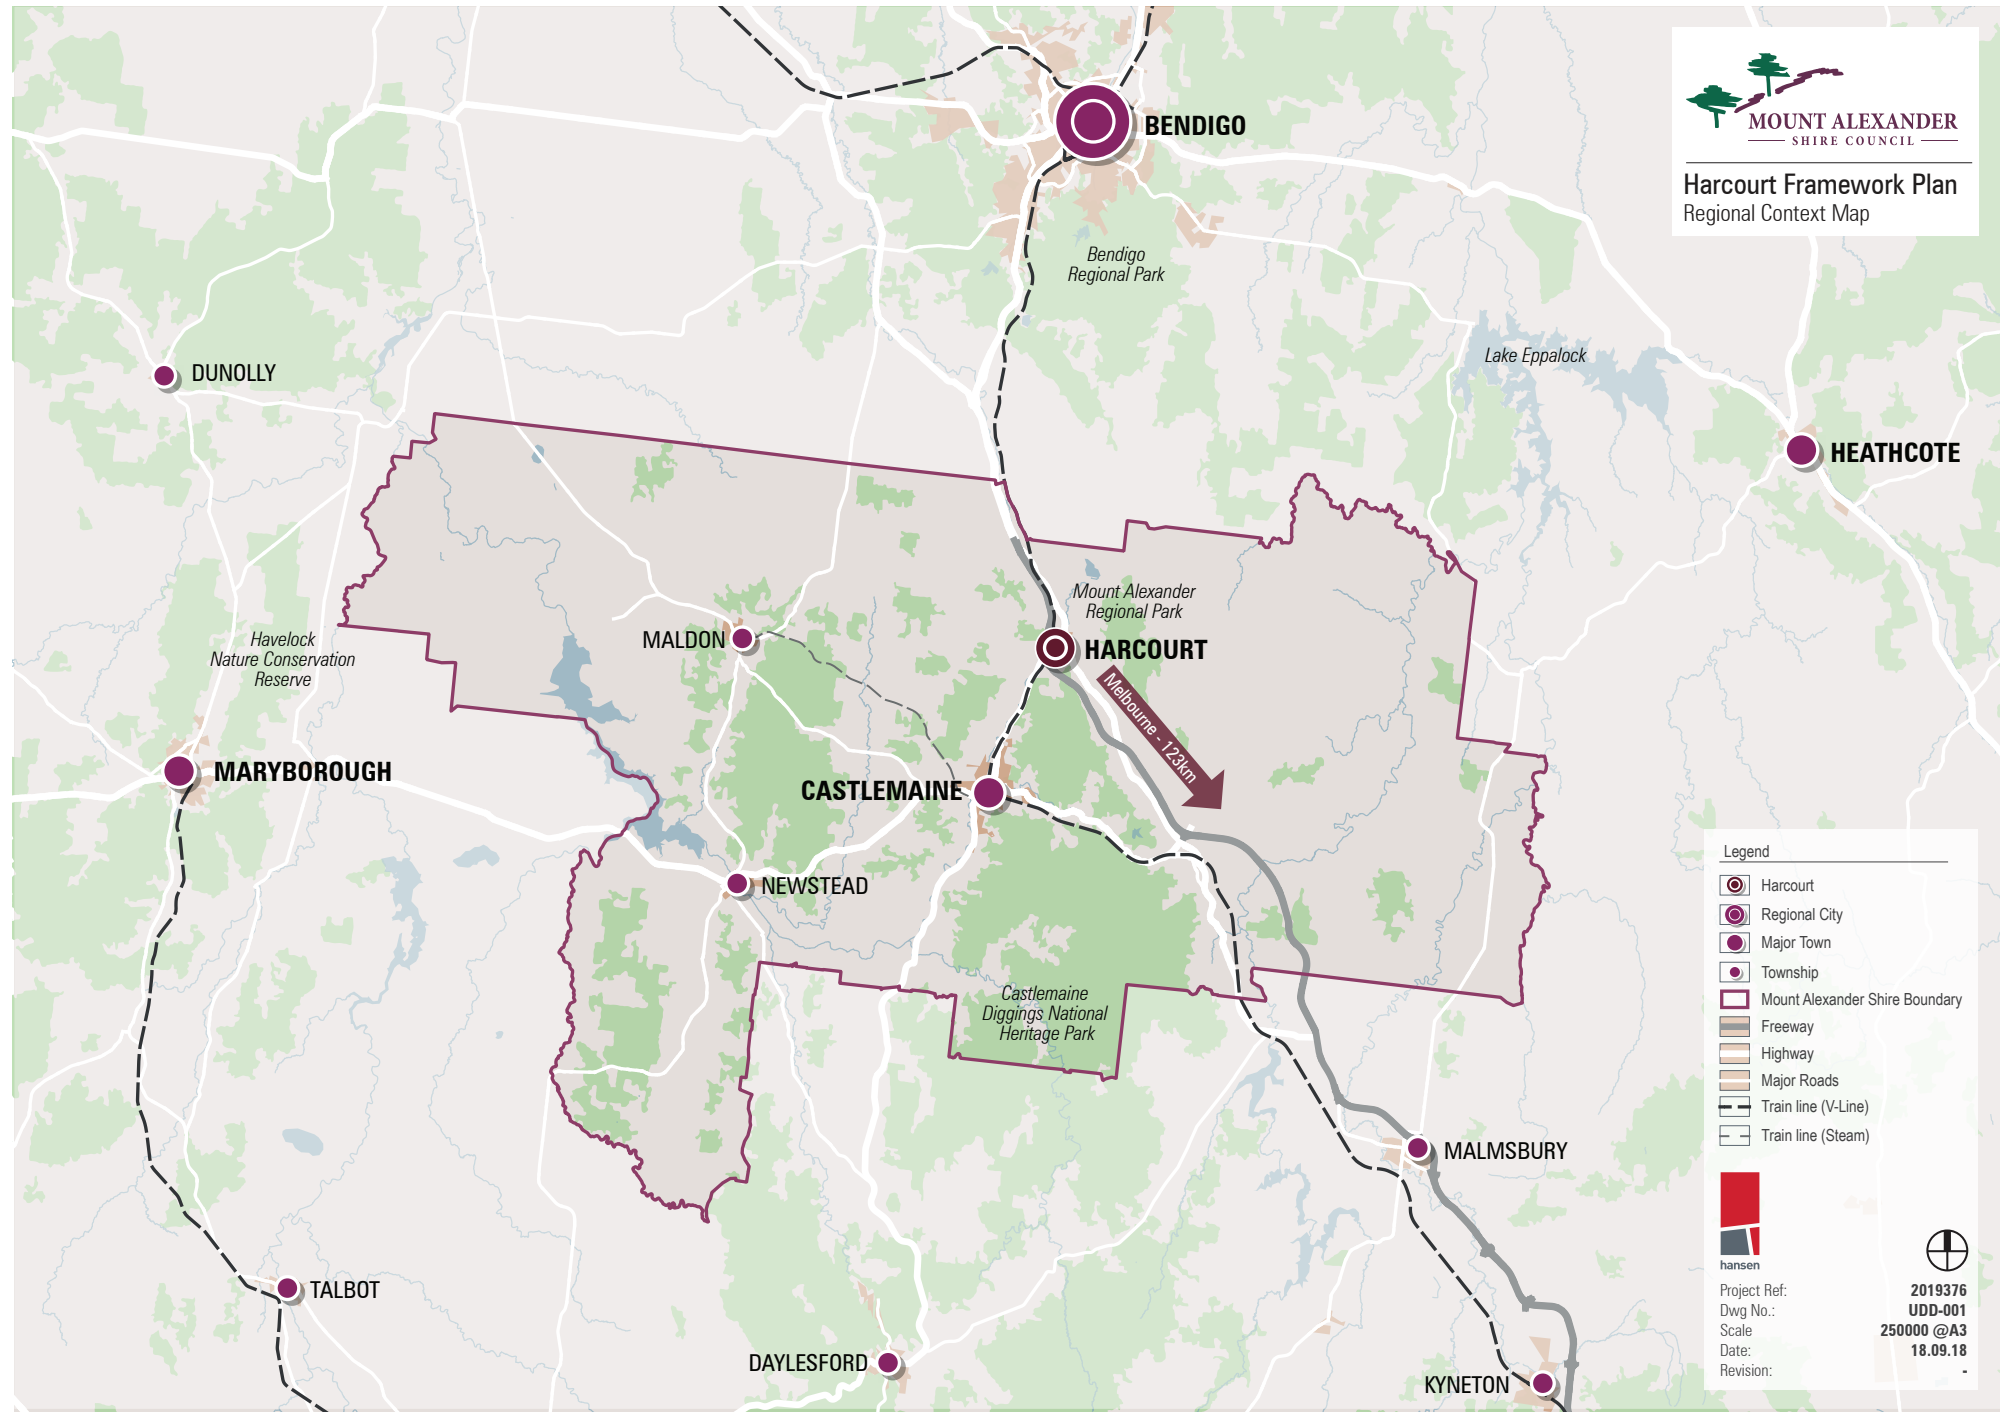 MOUNT ALEXANDER
SHIRE COUNCIL
Harcourt Framework Plan
Regional Context Map
BENDIGO
Bendigo
Regional Park
Lake Eppalock
DUNOLLY
HEATHCOTE
Mount Alexander
Regional Park
Havelock
Nature Conservation
Reserve
MALDON
HARCOURT
Melbourne - 123km
MARYBOROUGH
CASTLEMAINE
NEWSTEAD
Castlemaine
Diggings National
Heritage Park
MALMSBURY
TALBOT
DAYLESFORD
KYNETON
Legend
Harcourt
Regional City
Major Town
Township
Mount Alexander Shire Boundary
Freeway
Highway
Major Roads
Train line (V-Line)
Train line (Steam)
hansen
Project Ref: 2019376
Dwg No.: UDD-001
Scale 250000 @A3
Date: 18.09.18
Revision: -